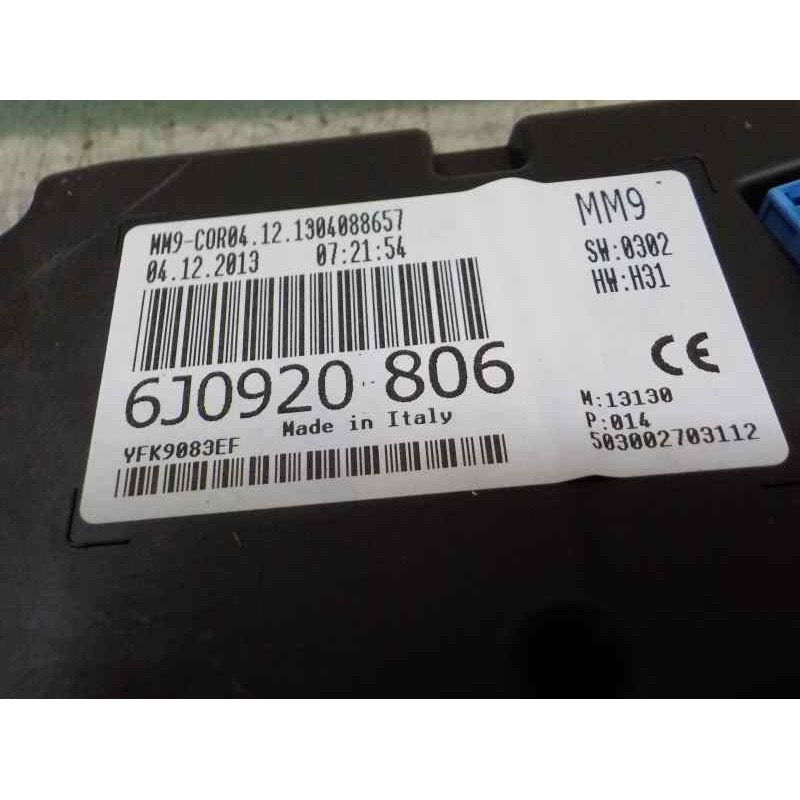 MM9-COR04.12.1304088657
04.12.2013 07:21:54
6J0920 806
Made in Italy
YFK9083EF
MM9
SW:0302
HW:H31
CE
M:13130
P:014
503002703112